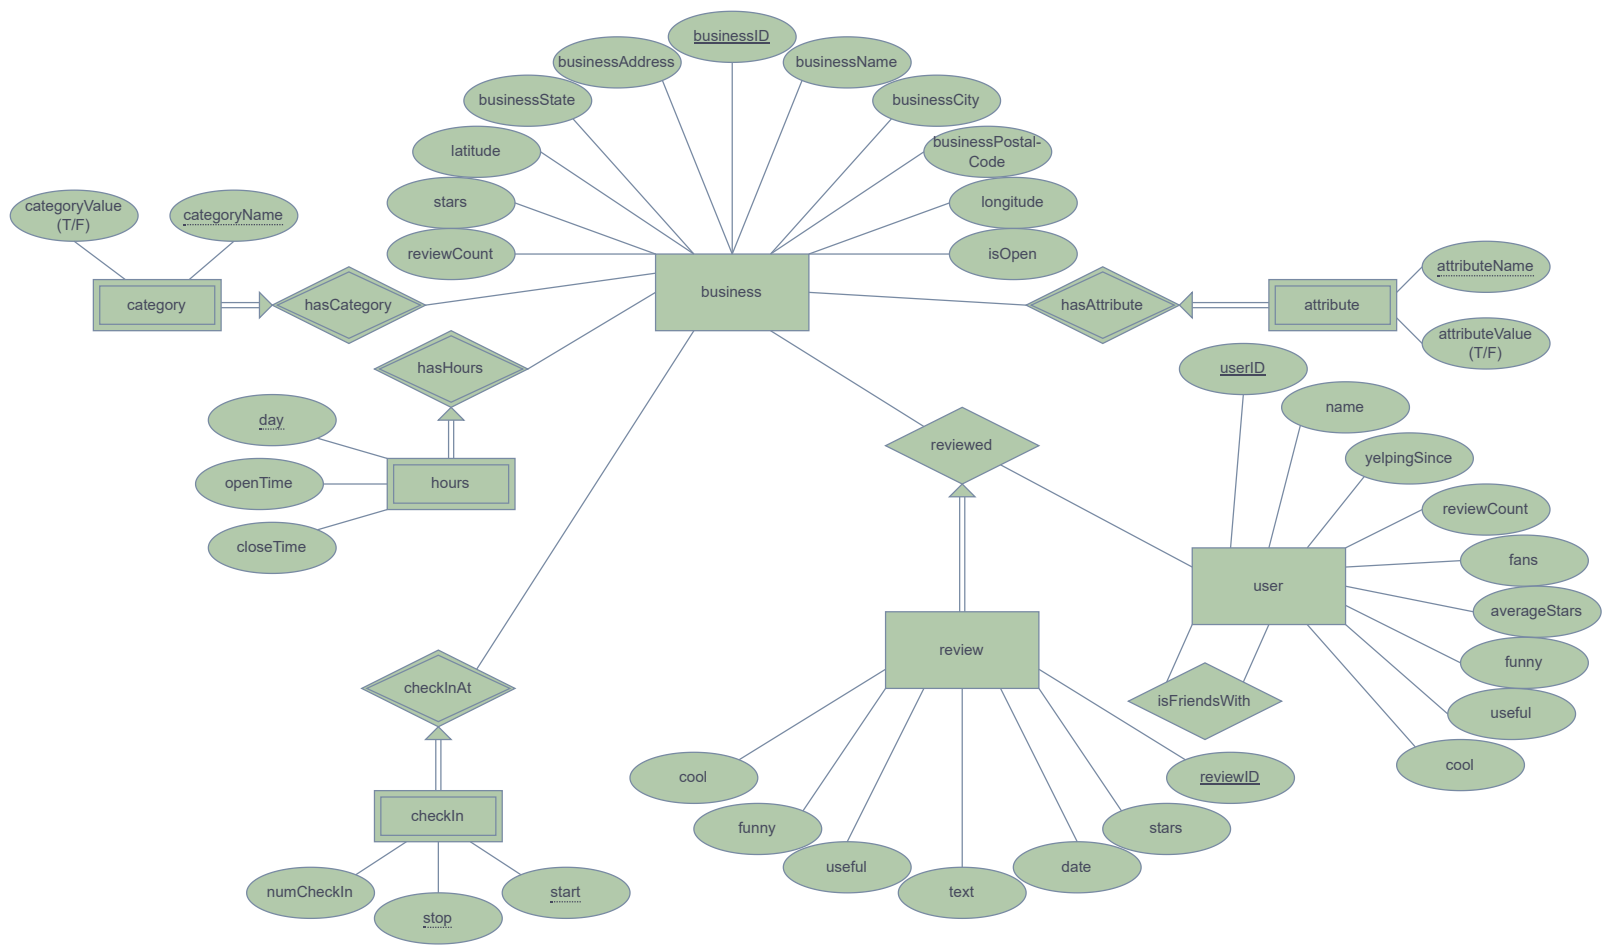 businessID
businessAddress
businessName
businessState
businessCity
latitude
businessPostal-
Code
stars
longitude
reviewCount
isOpen
categoryValue
(T/F)
categoryName
category
hasCategory
business
hasAttribute
attribute
attributeName
attributeValue
(T/F)
hasHours
day
openTime
closeTime
hours
reviewed
userID
name
yelpingSince
reviewCount
fans
averageStars
funny
useful
cool
user
isFriendsWith
review
cool
funny
useful
text
date
stars
reviewID
checkInAt
checkIn
numCheckIn
stop
start